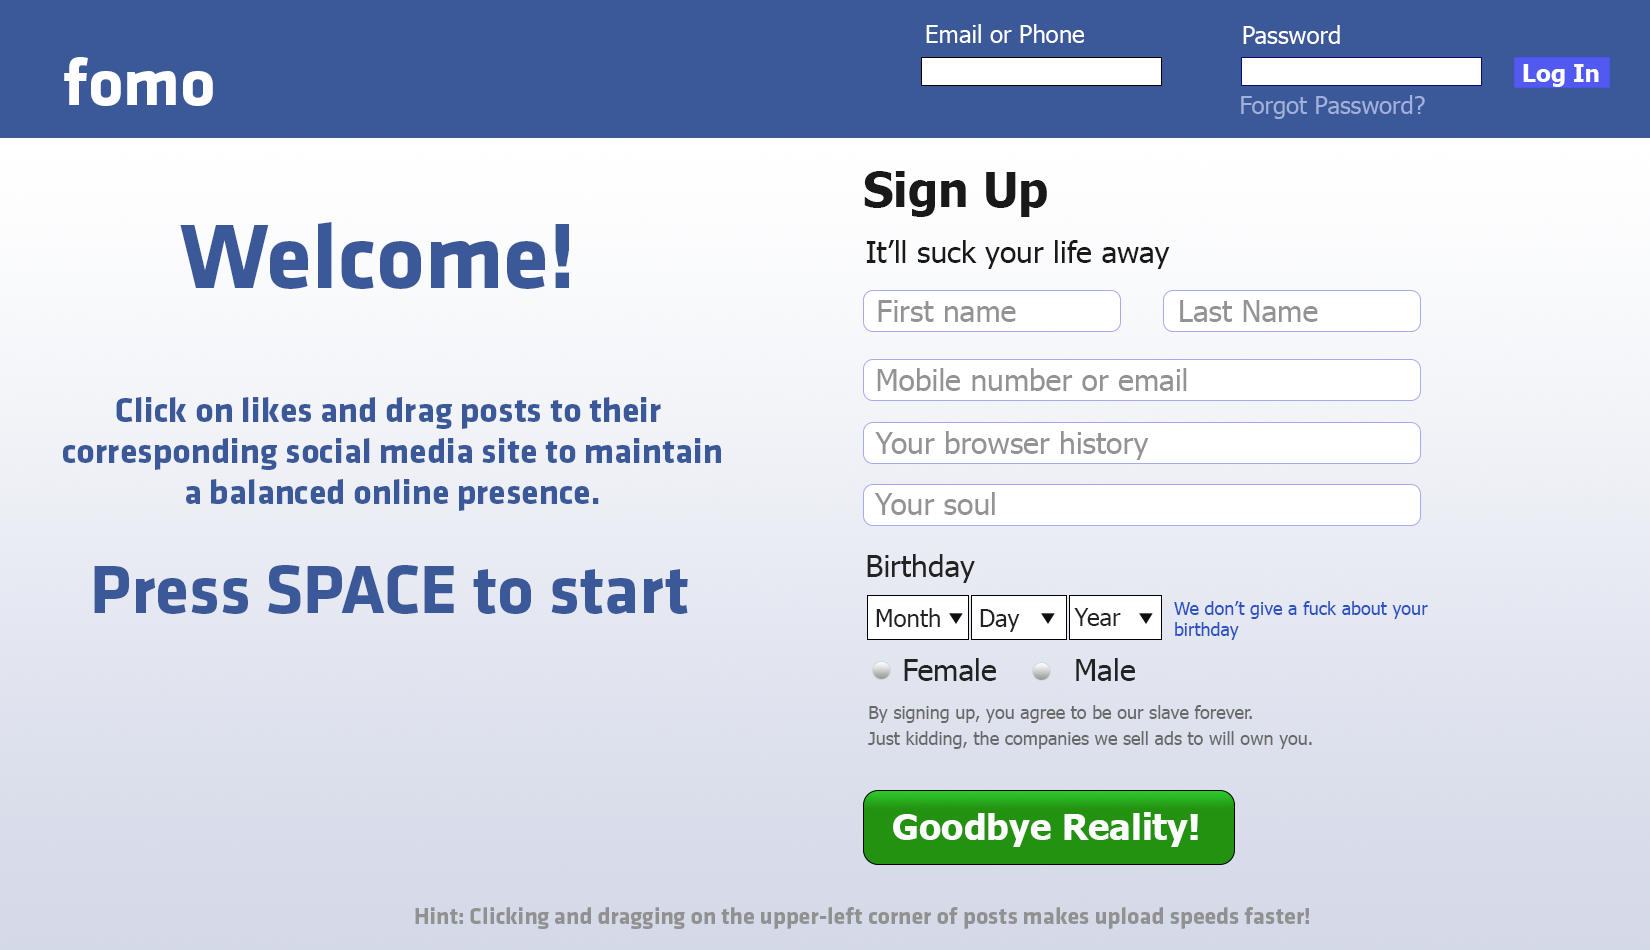 fomo
Email or Phone
Password
Log In
Forgot Password?
Welcome!
Click on likes and drag posts to their
corresponding social media site to maintain
a balanced online presence.
Press SPACE to start
Sign Up
It’ll suck your life away
First name
Last Name
Mobile number or email
Your browser history
Your soul
Birthday
Month
Day
Year
We don’t give a fuck about your
birthday
Female
Male
By signing up, you agree to be our slave forever.
Just kidding, the companies we sell ads to will own you.
Goodbye Reality!
Hint: Clicking and dragging on the upper-left corner of posts makes upload speeds faster!